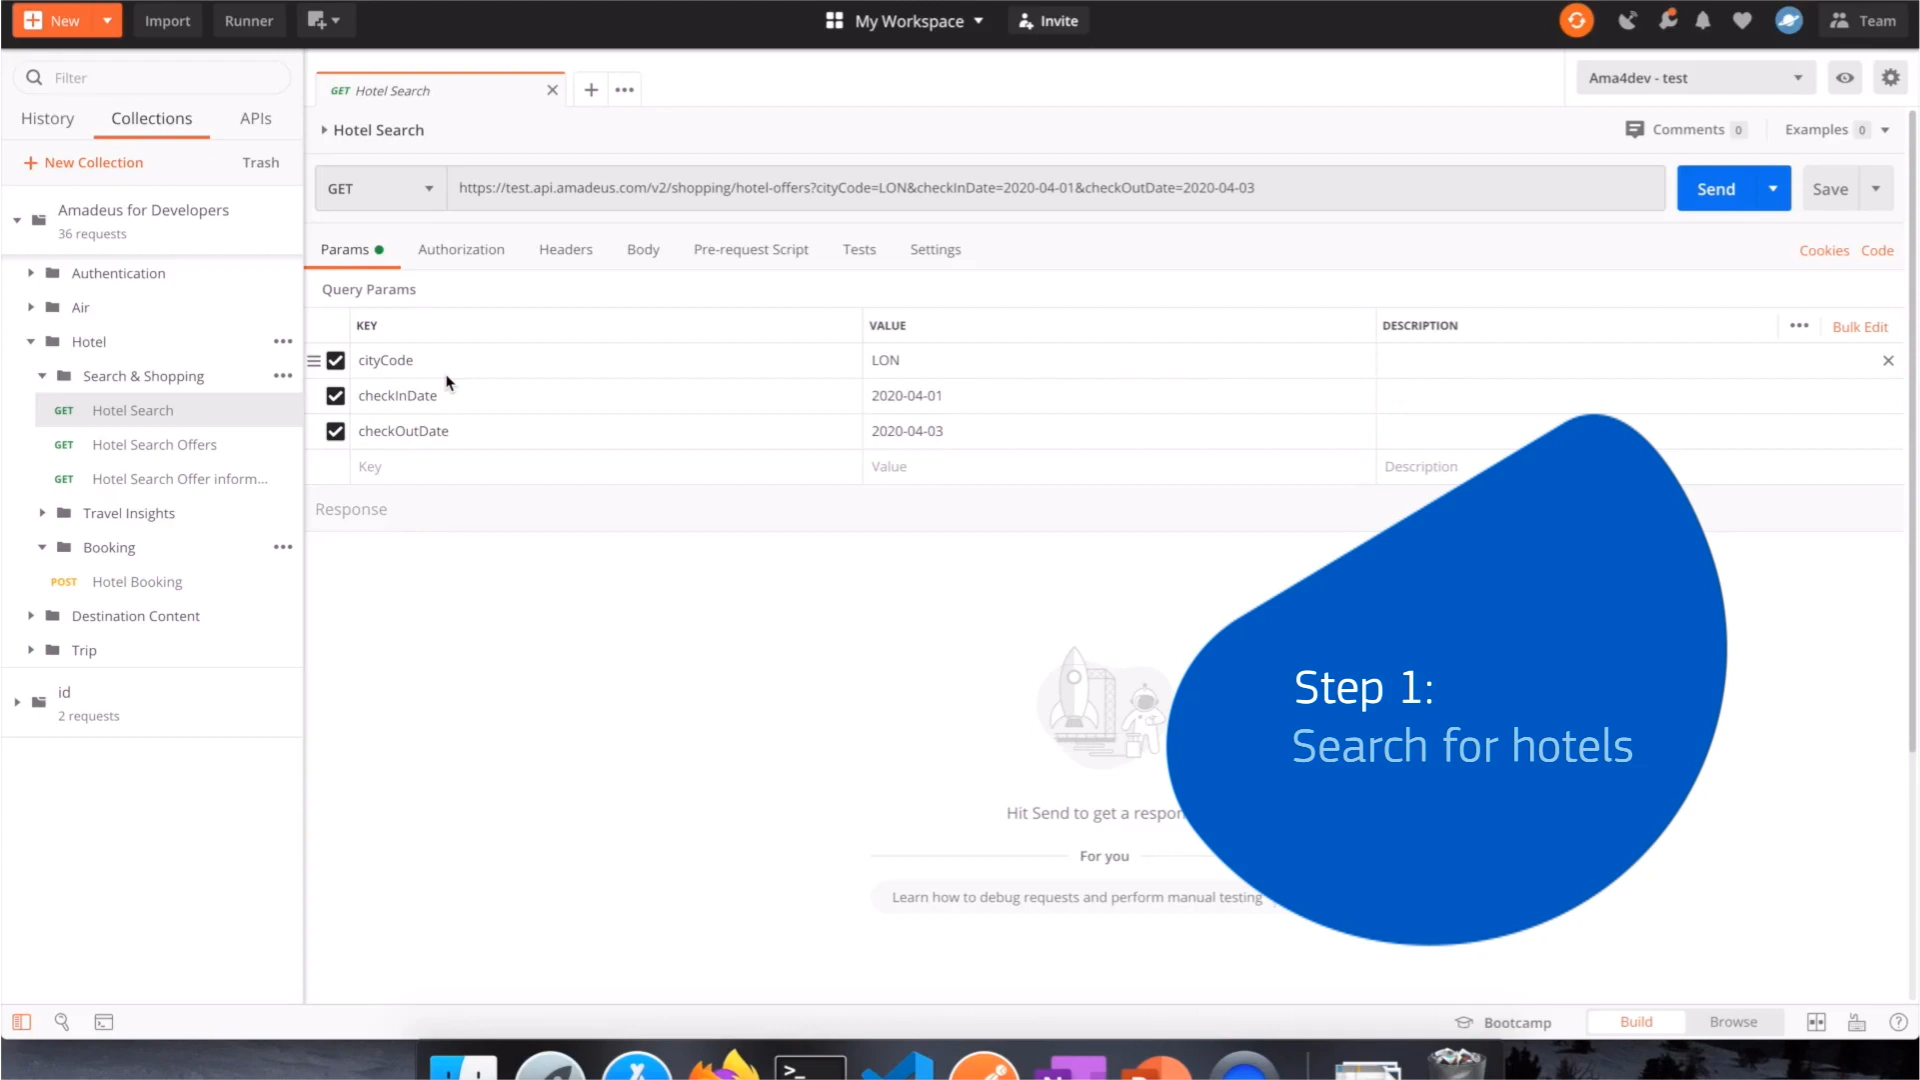 New
Import
Runner
My Workspace
Invite
Team
Filter
History
Collections
APIs
New Collection
Trash
Amadeus for Developers
36 requests
Authentication
Air
Hotel
Search & Shopping
GET Hotel Search
GET Hotel Search Offers
GET Hotel Search Offer inform...
Travel Insights
Booking
POST Hotel Booking
Destination Content
Trip
id
2 requests
GET Hotel Search
Ama4dev - test
Hotel Search
Comments 0
Examples 0
GET
https://test.api.amadeus.com/v2/shopping/hotel-offers?cityCode=LON&checkInDate=2020-04-01&checkOutDate=2020-04-03
Send
Save
Params
Authorization
Headers
Body
Pre-request Script
Tests
Settings
Cookies
Code
Query Params
KEY VALUE DESCRIPTION
Bulk Edit
cityCode LON
checkInDate 2020-04-01
checkOutDate 2020-04-03
Key Value Description
Response
Hit Send to get a respon
For you
Learn how to debug requests and perform manual testing
Step 1:
Search for hotels
Bootcamp
Build
Browse